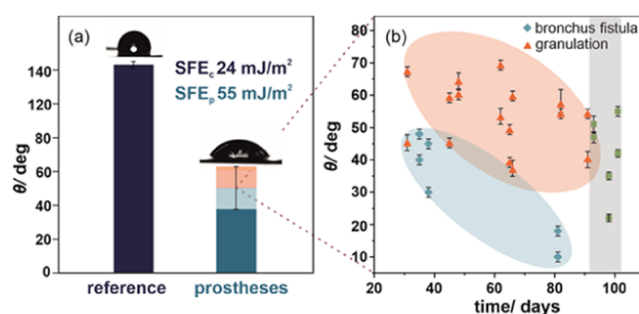 (a)
SFEc 24 mJ/m²
SFEp 55 mJ/m²
θ/ deg
140
120
100
80
60
40
20
0
reference prostheses
(b)
bronchus fistula
granulation
θ/ deg
80
70
60
50
40
30
20
10
0
20 40 60 80 100
time/ days